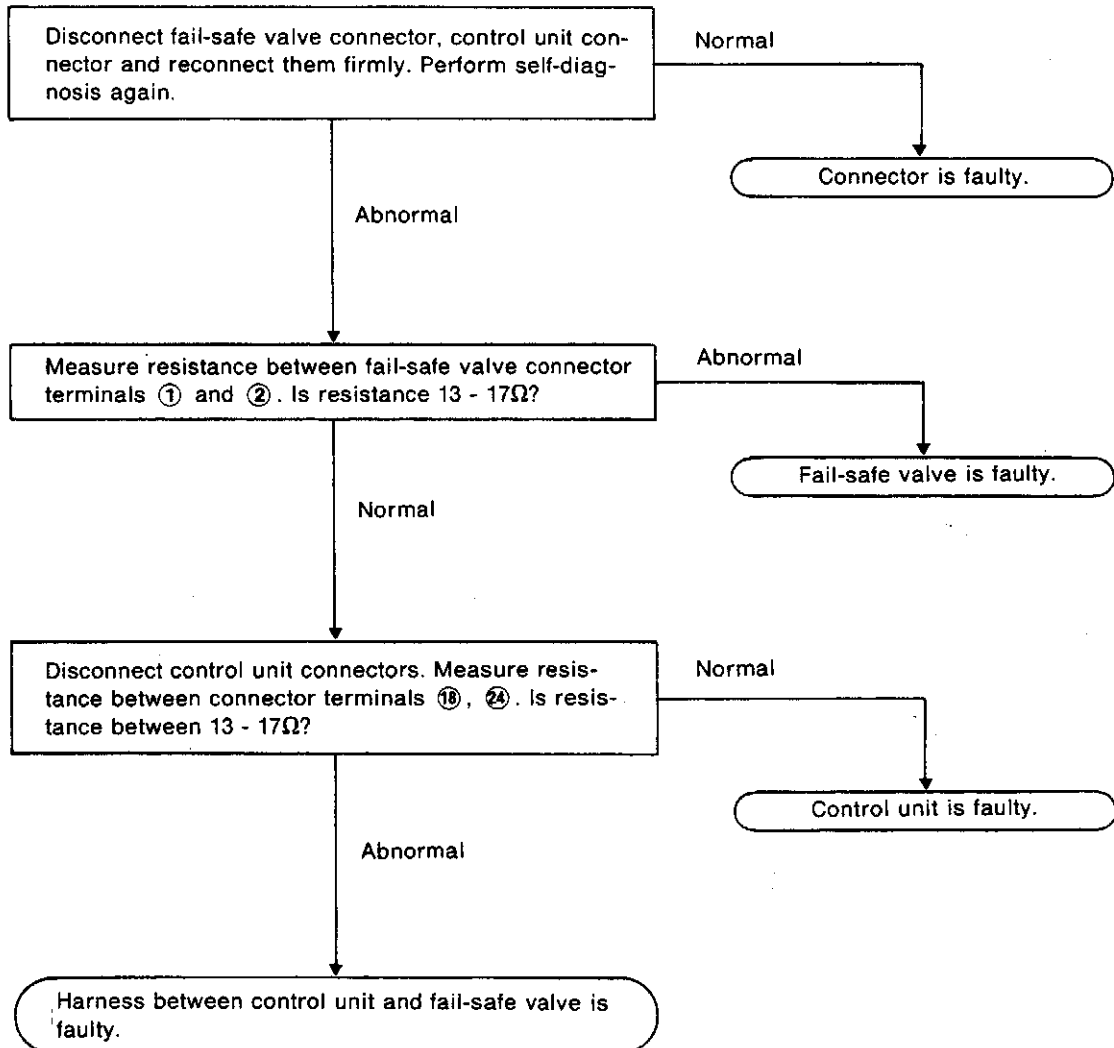 Disconnect fail-safe valve connector, control unit con-
nector and reconnect them firmly. Perform self-diag-
nosis again.
Normal
Connector is faulty.
Abnormal
Measure resistance between fail-safe valve connector
terminals ① and ②. Is resistance 13 - 17Ω?
Abnormal
Fail-safe valve is faulty.
Normal
Disconnect control unit connectors. Measure resis-
tance between connector terminals ⑱, ㉔. Is resis-
tance between 13 - 17Ω?
Normal
Control unit is faulty.
Abnormal
Harness between control unit and fail-safe valve is
faulty.